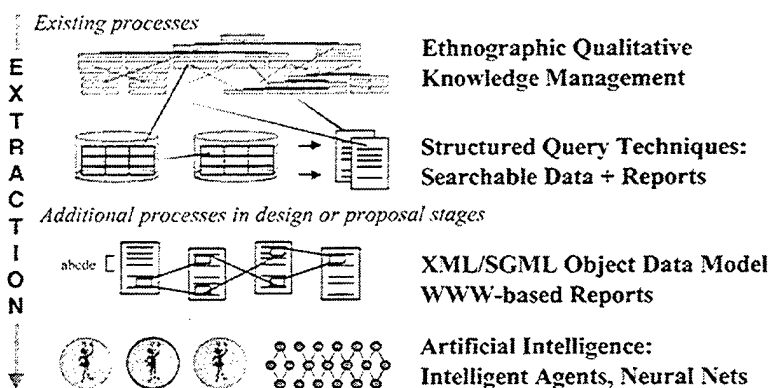 Existing processes
EXTRACTION
Ethnographic Qualitative
Knowledge Management
Structured Query Techniques:
Searchable Data + Reports
Additional processes in design or proposal stages
abcde
XML/SGML Object Data Model
WWW-based Reports
Artificial Intelligence:
Intelligent Agents, Neural Nets